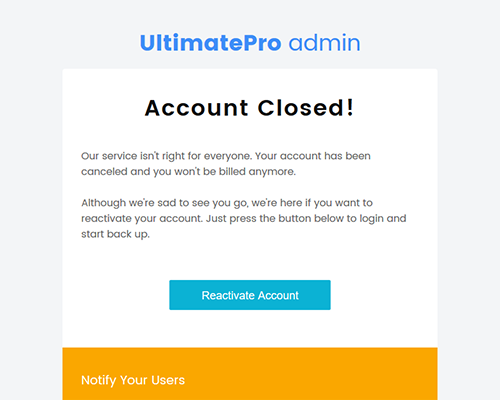 UltimatePro admin
Account Closed!
Our service isn't right for everyone. Your account has been
canceled and you won't be billed anymore.
Although we're sad to see you go, we're here if you want to
reactivate your account. Just press the button below to login and
start back up.
Reactivate Account
Notify Your Users